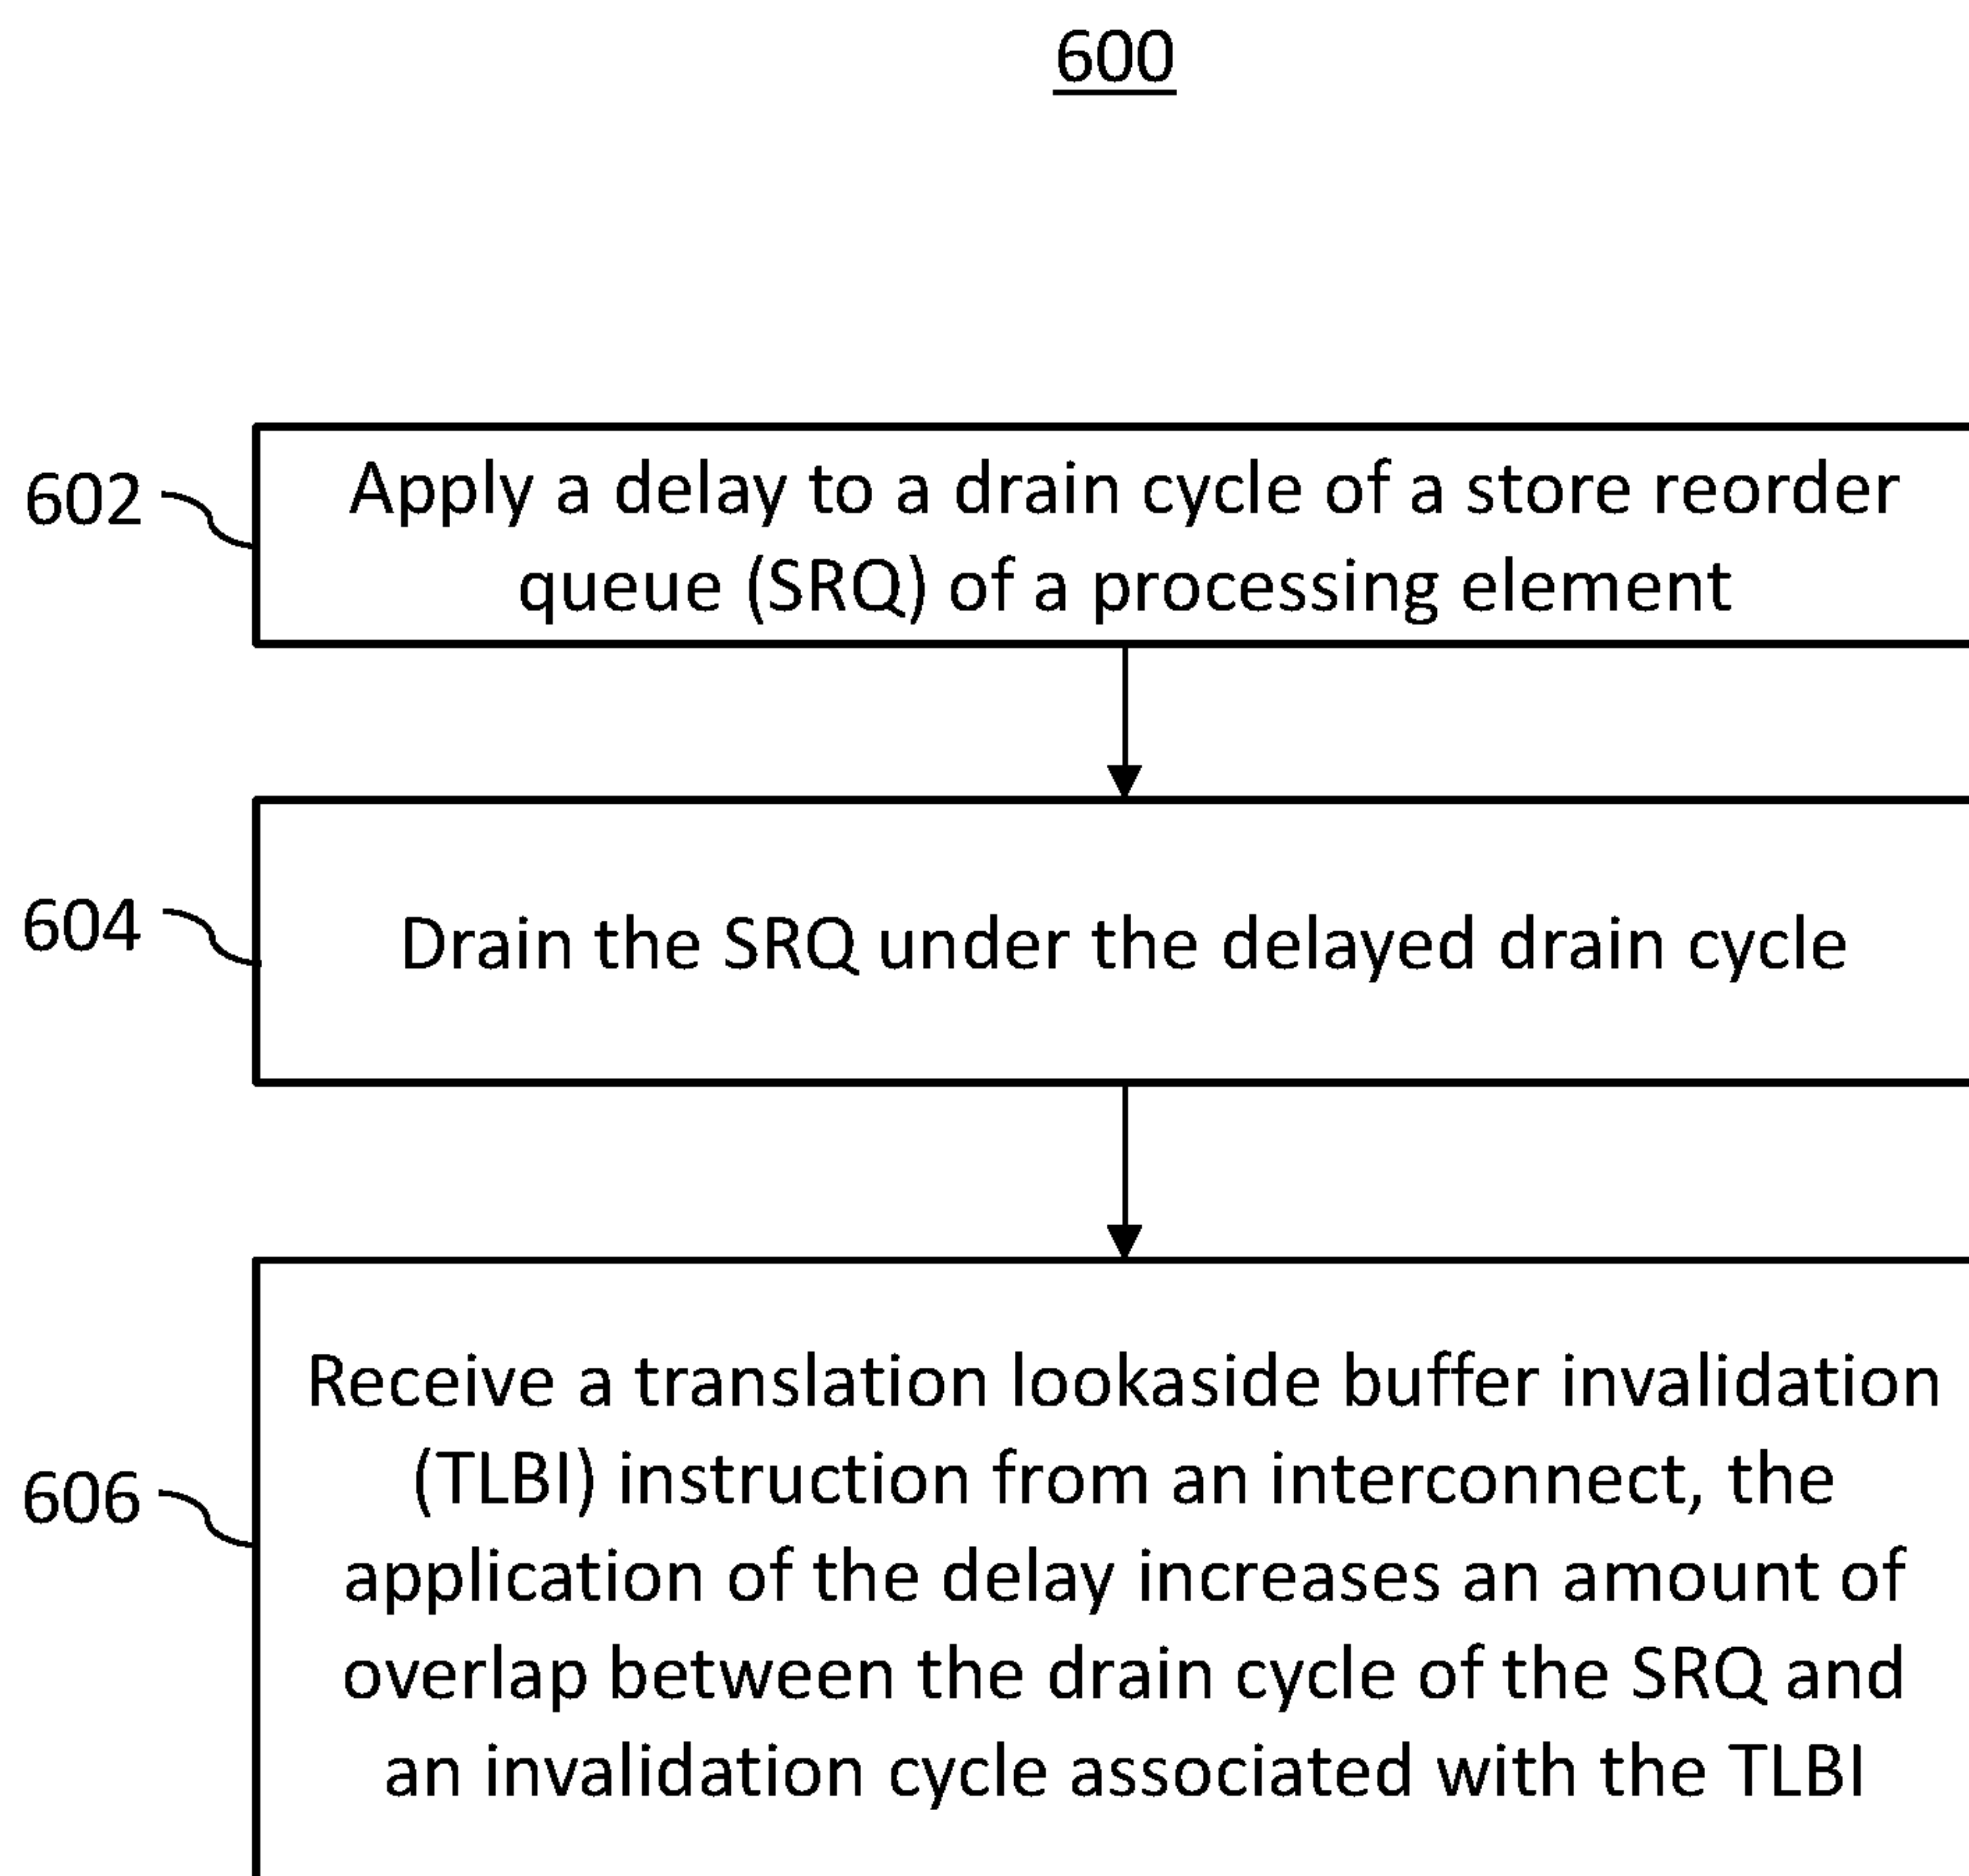 600
602
Apply a delay to a drain cycle of a store reorder
queue (SRQ) of a processing element
604
Drain the SRQ under the delayed drain cycle
606
Receive a translation lookaside buffer invalidation
(TLBI) instruction from an interconnect, the
application of the delay increases an amount of
overlap between the drain cycle of the SRQ and
an invalidation cycle associated with the TLBI